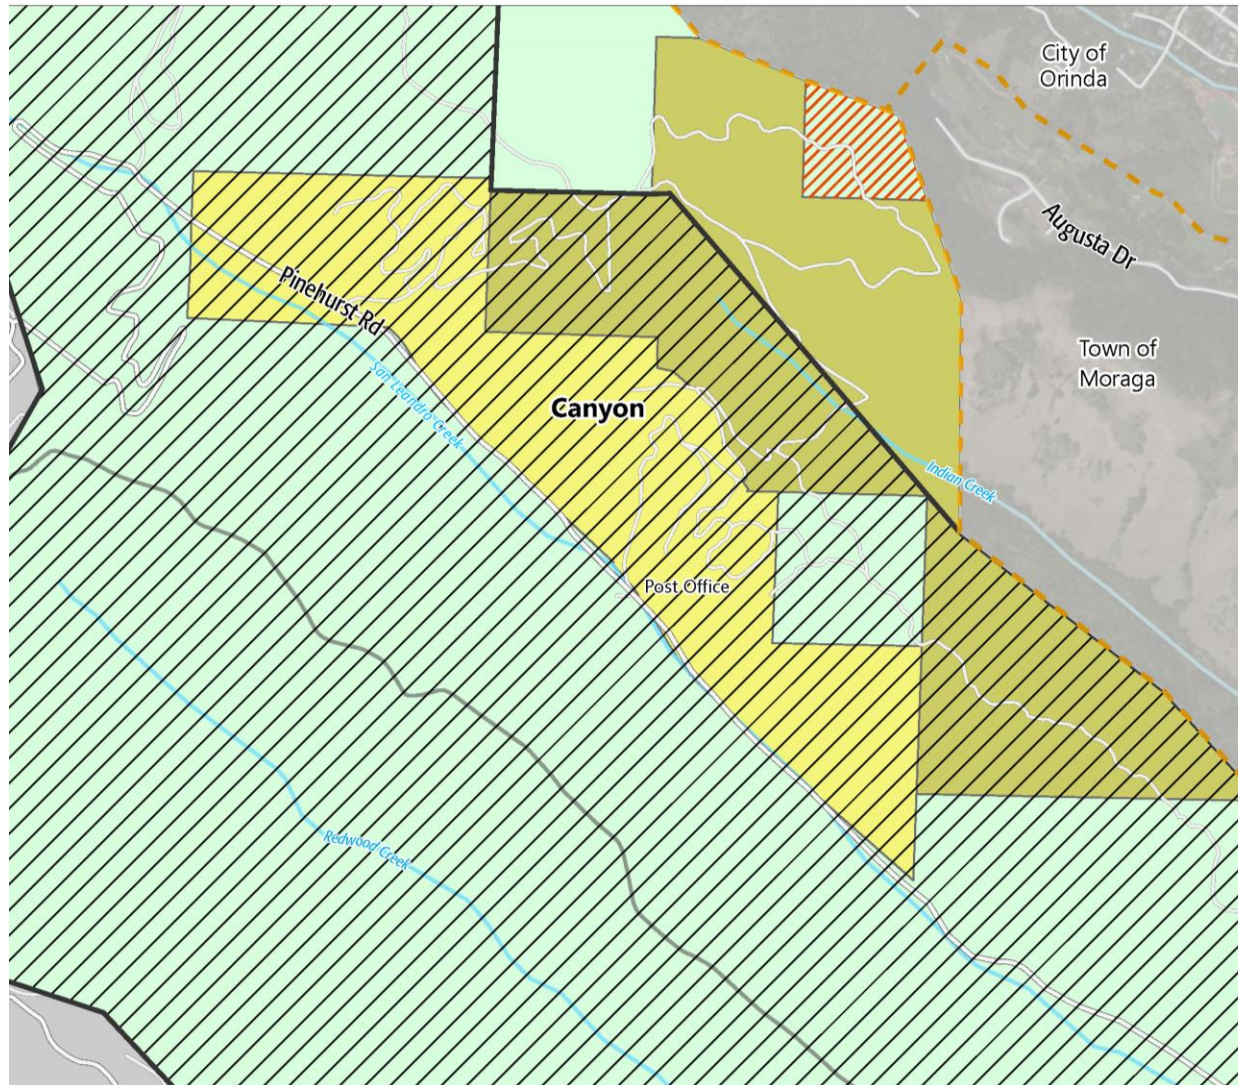 City of
Orinda
Augusta Dr
Pinehurst Rd
Town of
Moraga
San Leandro Creek
Canyon
Indian Creek
Post Office
Redwood Creek